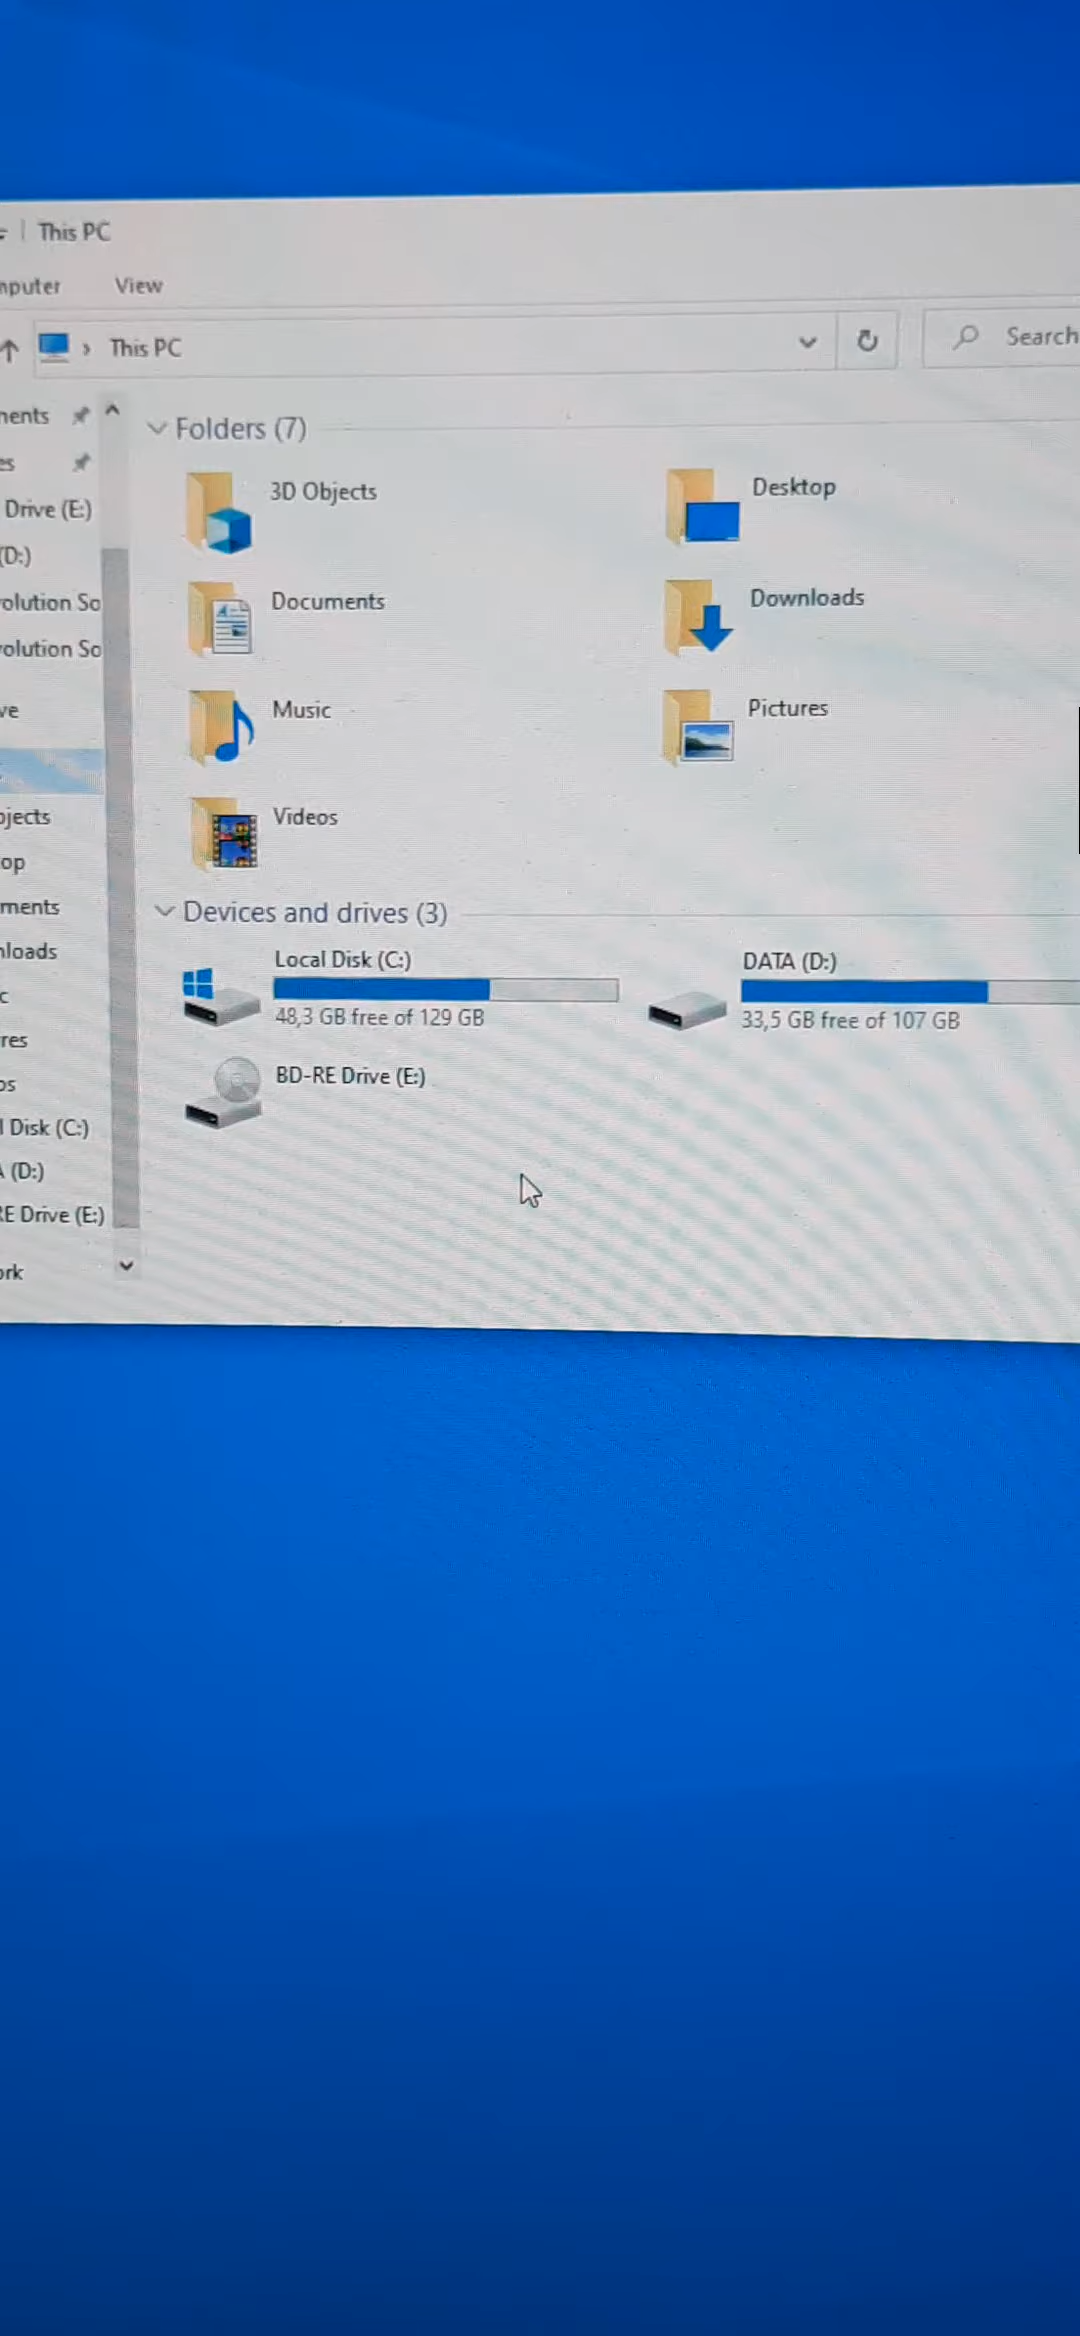 This PC
mputer View
This PC Search
Folders (7)
3D Objects Desktop
Documents Downloads
Music Pictures
Videos
Devices and drives (3)
Local Disk (C:) DATA (D:)
48,3 GB free of 129 GB 33,5 GB free of 107 GB
BD-RE Drive (E:)
ments
es
Drive (E:)
(D:)
olution So
olution So
ve
ojects
op
ments
nloads
c
res
os
l Disk (C:)
A (D:)
RE Drive (E:)
ork